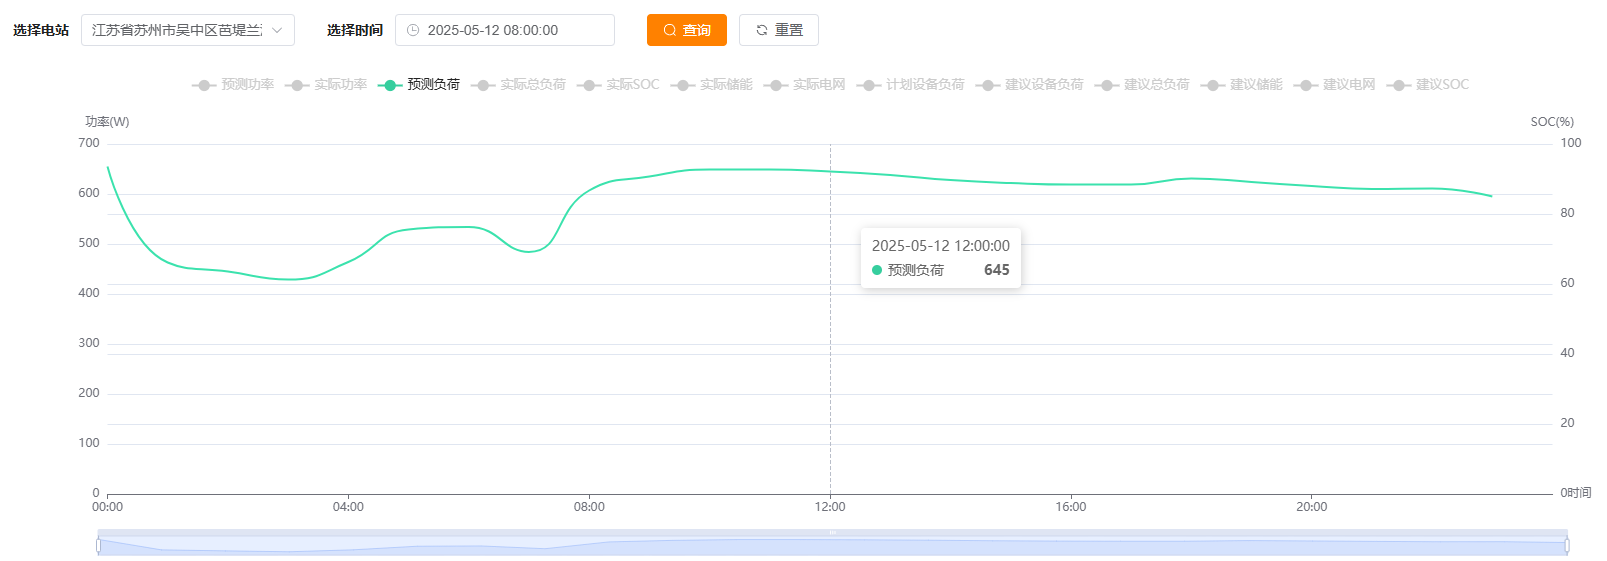 选择电站 江苏省苏州市吴中区芭堤兰 选择时间 2025-05-12 08:00:00 查询 重置
预测功率 实际功率 预测负荷 实际总负荷 实际SOC 实际储能 实际电网 计划设备负荷 建议设备负荷 建议总负荷 建议储能 建议电网 建议SOC
功率(W) SOC(%)
700 100
600
80
500
2025-05-12 12:00:00
预测负荷 645
60
400
300
40
200
20
100
0 0时间
00:00 04:00 08:00 12:00 16:00 20:00